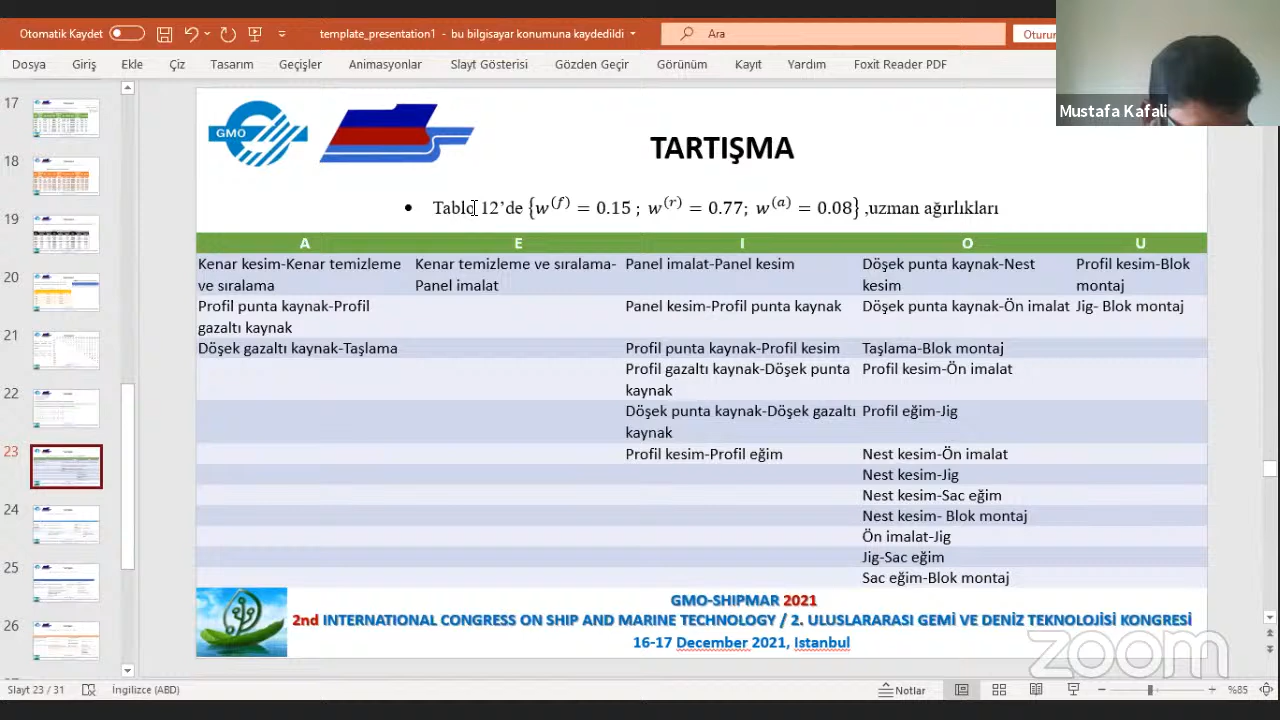 Otomatik Kaydet
template_presentation1 - bu bilgisayar konumuna kaydedildi
Ara
Oturum
Dosya Giriş Ekle Çiz Tasarım Geçişler Animasyonlar Slayt Gösterisi Gözden Geçir Görünüm Kayıt Yardım Foxit Reader PDF
Mustafa Kafali
17
18
19
20
21
22
23
24
25
26
GMO
TARTIŞMA
• Tablo 12’de {w^(f) = 0.15 ; w^(r) = 0.77; w^(a) = 0.08} ,uzman ağırlıkları
A E I O U
Kenar kesim-Kenar temizleme Kenar temizleme ve sıralama- Panel imalat-Panel kesim Döşek punta kaynak-Nest Profil kesim-Blok
ve sıralama Panel imalat kesim montaj
Profil punta kaynak-Profil Panel kesim-Profil punta kaynak Döşek punta kaynak-Ön imalat Jig- Blok montaj
gazaltı kaynak
Döşek gazaltı kaynak-Taşlama Profil punta kaynak-Profil kesim Taşlama-Blok montaj
Profil gazaltı kaynak-Döşek punta Profil kesim-Ön imalat
kaynak
Döşek punta kaynak-Döşek gazaltı Profil eğim-Jig
kaynak
Profil kesim-Profil eğim Nest kesim-Ön imalat
Nest kesim-Jig
Nest kesim-Sac eğim
Nest kesim- Blok montaj
Ön imalat-Jig
Jig-Sac eğim
Sac eğim-Blok montaj
GMO-SHIPMAR 2021
2nd INTERNATIONAL CONGRESS ON SHIP AND MARINE TECHNOLOGY / 2. ULUSLARARASI GEMİ VE DENİZ TEKNOLOJİSİ KONGRESİ
16-17 December 2021, Istanbul
zoom
Slayt 23 / 31 İngilizce (ABD) Notlar %85